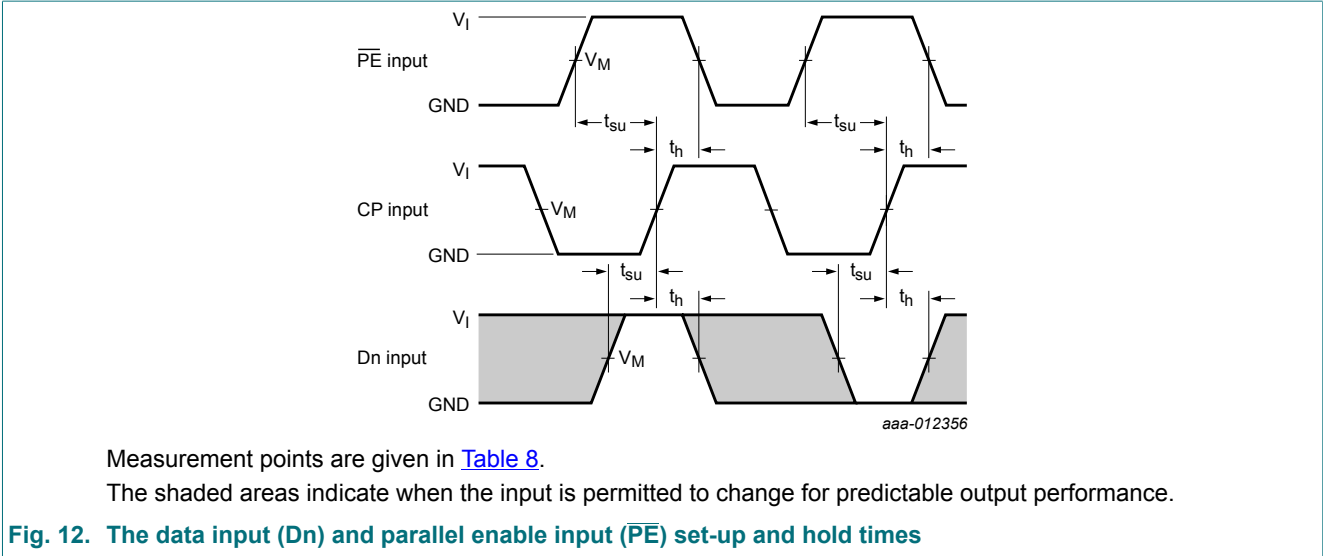 V_I
PE input
V_M
GND
t_su
t_su
t_h
t_h
V_I
CP input
V_M
GND
t_su
t_su
t_h
t_h
V_I
Dn input
V_M
GND
aaa-012356
Measurement points are given in Table 8.
The shaded areas indicate when the input is permitted to change for predictable output performance.
Fig. 12. The data input (Dn) and parallel enable input (P̅E̅) set-up and hold times